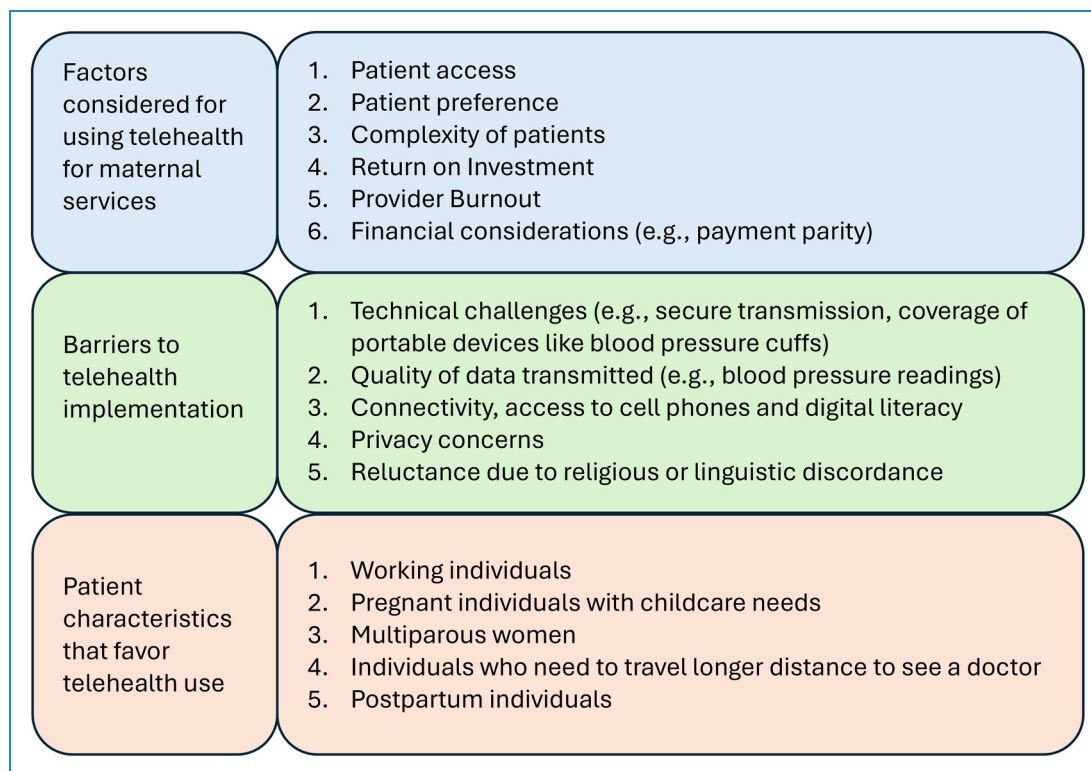 Factors
considered for
using telehealth
for maternal
services
1. Patient access
2. Patient preference
3. Complexity of patients
4. Return on Investment
5. Provider Burnout
6. Financial considerations (e.g., payment parity)
Barriers to
telehealth
implementation
1. Technical challenges (e.g., secure transmission, coverage of
portable devices like blood pressure cuffs)
2. Quality of data transmitted (e.g., blood pressure readings)
3. Connectivity, access to cell phones and digital literacy
4. Privacy concerns
5. Reluctance due to religious or linguistic discordance
Patient
characteristics
that favor
telehealth use
1. Working individuals
2. Pregnant individuals with childcare needs
3. Multiparous women
4. Individuals who need to travel longer distance to see a doctor
5. Postpartum individuals